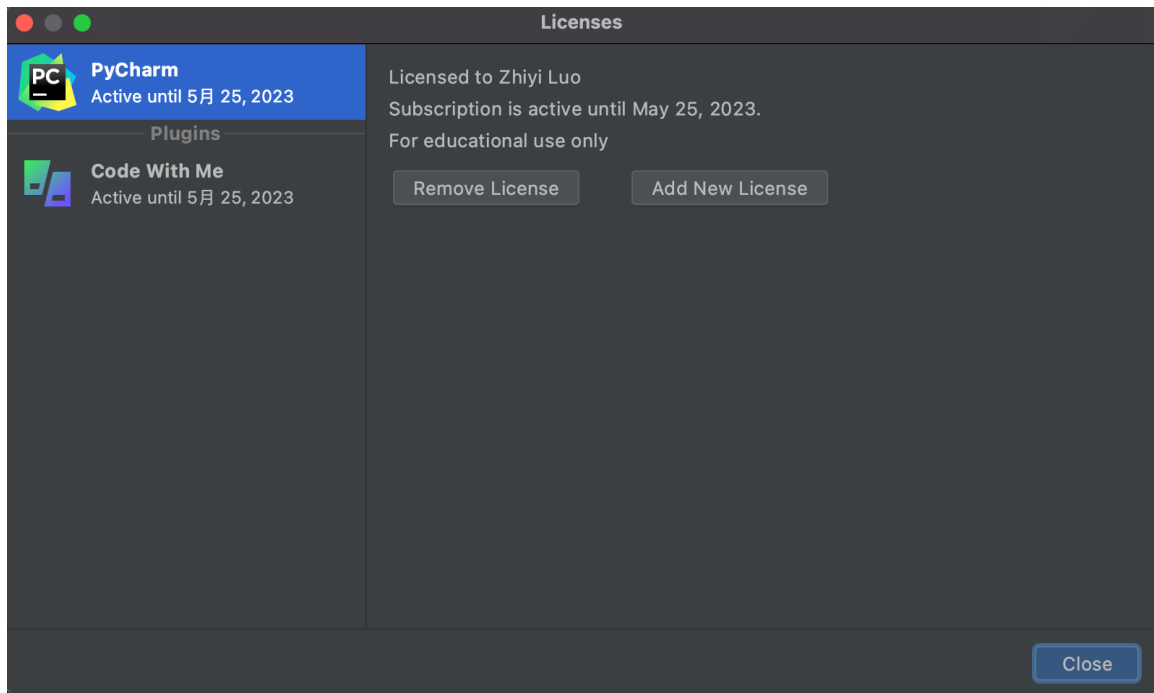 Licenses
PC
PyCharm
Active until 5月 25, 2023
Plugins
Code With Me
Active until 5月 25, 2023
Licensed to Zhiyi Luo
Subscription is active until May 25, 2023.
For educational use only
Remove License
Add New License
Close